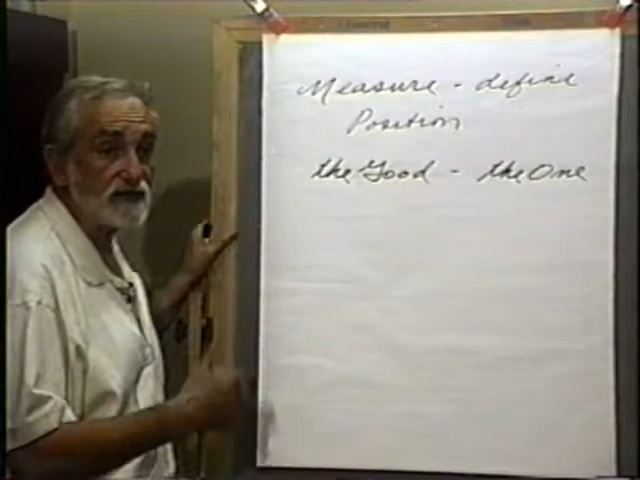 Measure - define
Position
the Good - the One